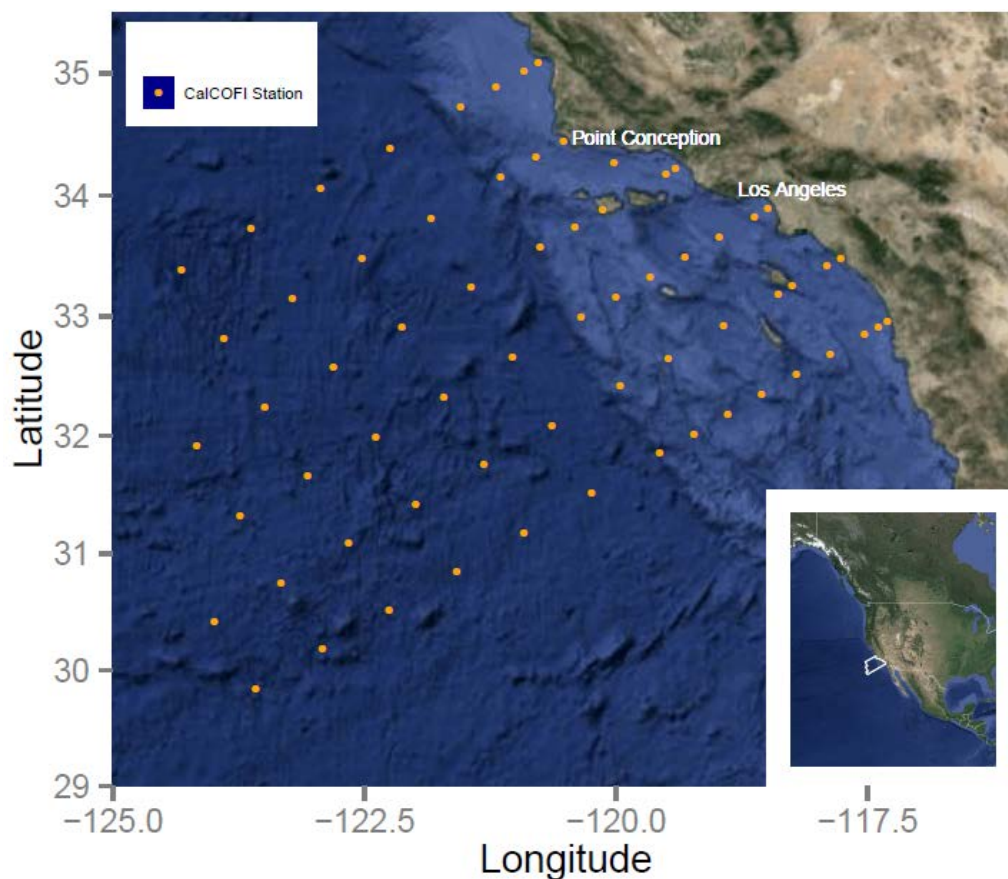 35
34
33
32
31
30
29
Latitude
CalCOFI Station
Point Conception
Los Angeles
−125.0
−122.5
−120.0
−117.5
Longitude